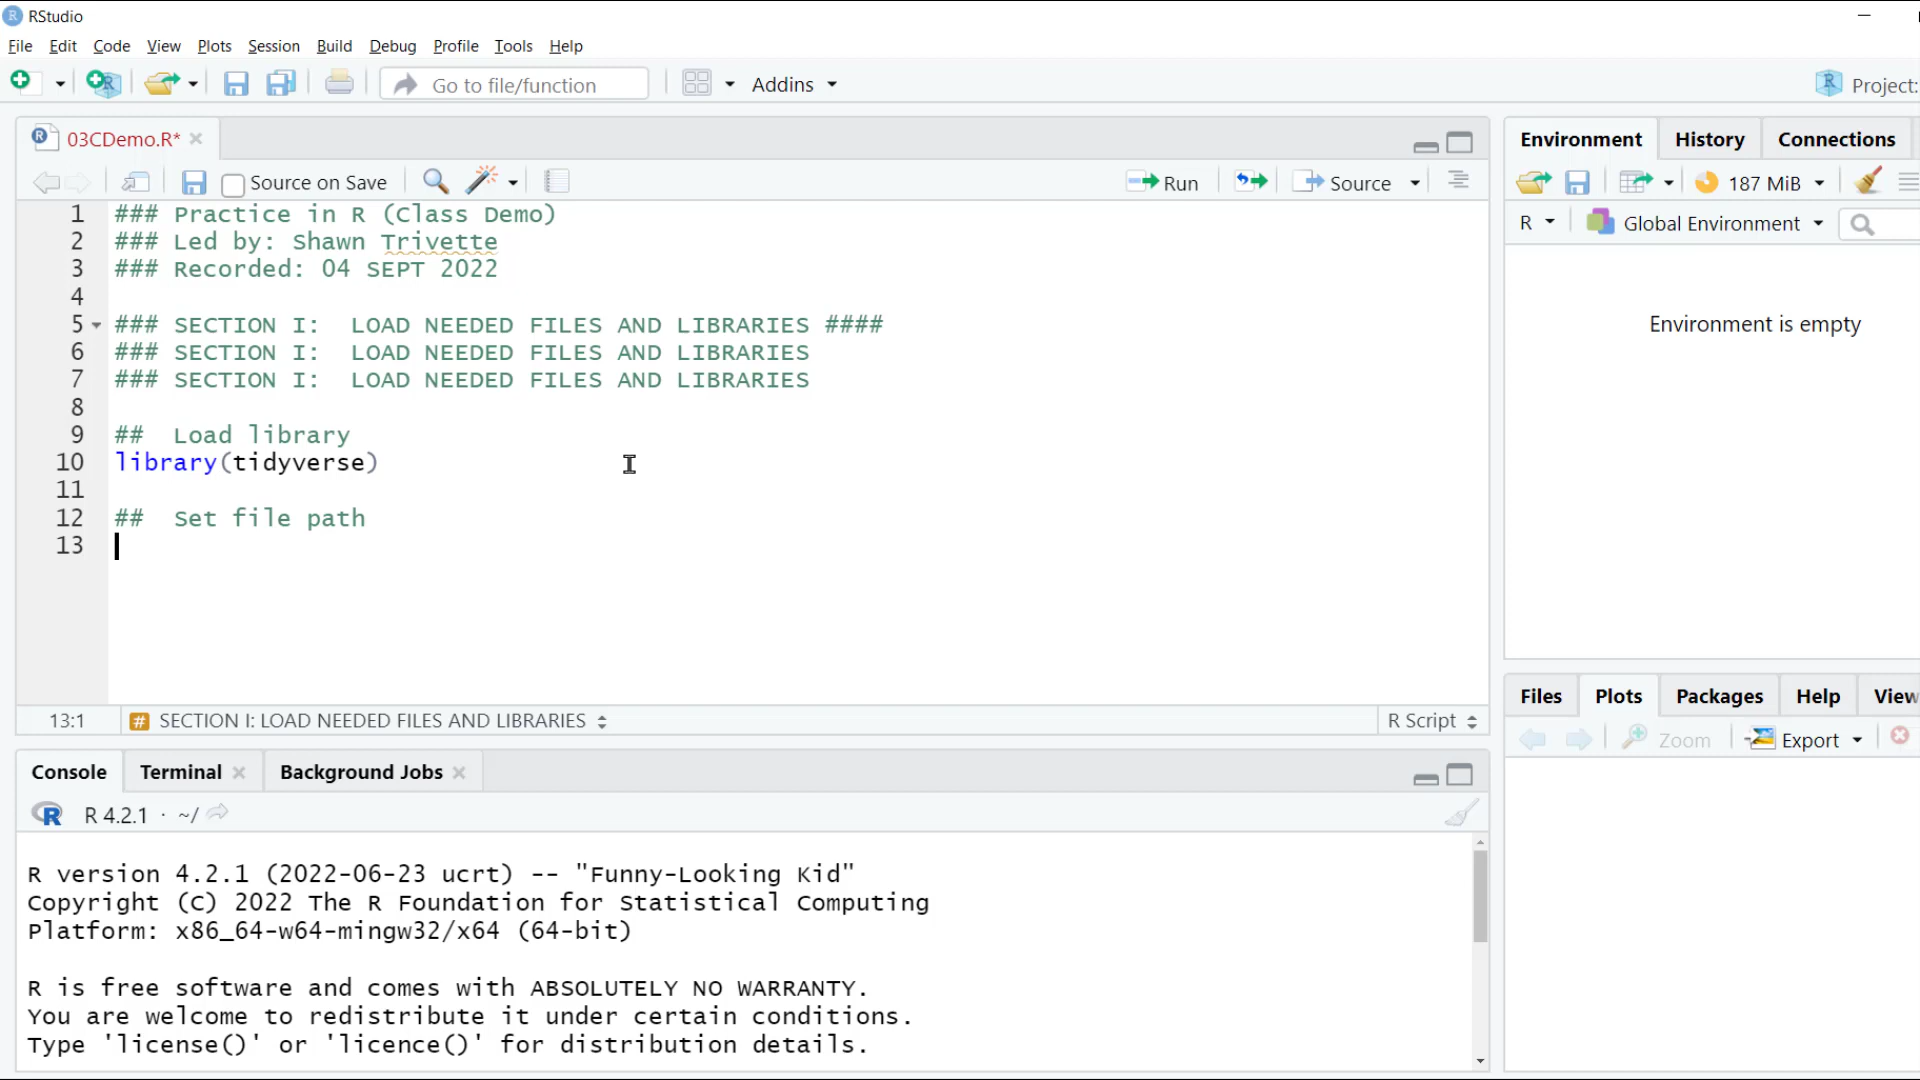 RStudio
File Edit Code View Plots Session Build Debug Profile Tools Help
Go to file/function Addins Project:
03CDemo.R*
Source on Save Run Source
1 ### Practice in R (Class Demo)
2 ### Led by: Shawn Trivette
3 ### Recorded: 04 SEPT 2022
4
5 ### SECTION I: LOAD NEEDED FILES AND LIBRARIES ####
6 ### SECTION I: LOAD NEEDED FILES AND LIBRARIES
7 ### SECTION I: LOAD NEEDED FILES AND LIBRARIES
8
9 ## Load library
10 library(tidyverse)
11
12 ## Set file path
13
13:1 # SECTION I: LOAD NEEDED FILES AND LIBRARIES R Script
Console Terminal Background Jobs
R 4.2.1 · ~/
R version 4.2.1 (2022-06-23 ucrt) -- "Funny-Looking Kid"
Copyright (C) 2022 The R Foundation for Statistical Computing
Platform: x86_64-w64-mingw32/x64 (64-bit)
R is free software and comes with ABSOLUTELY NO WARRANTY.
You are welcome to redistribute it under certain conditions.
Type 'license()' or 'licence()' for distribution details.
Environment History Connections
187 MiB
R Global Environment
Environment is empty
Files Plots Packages Help View
Zoom Export